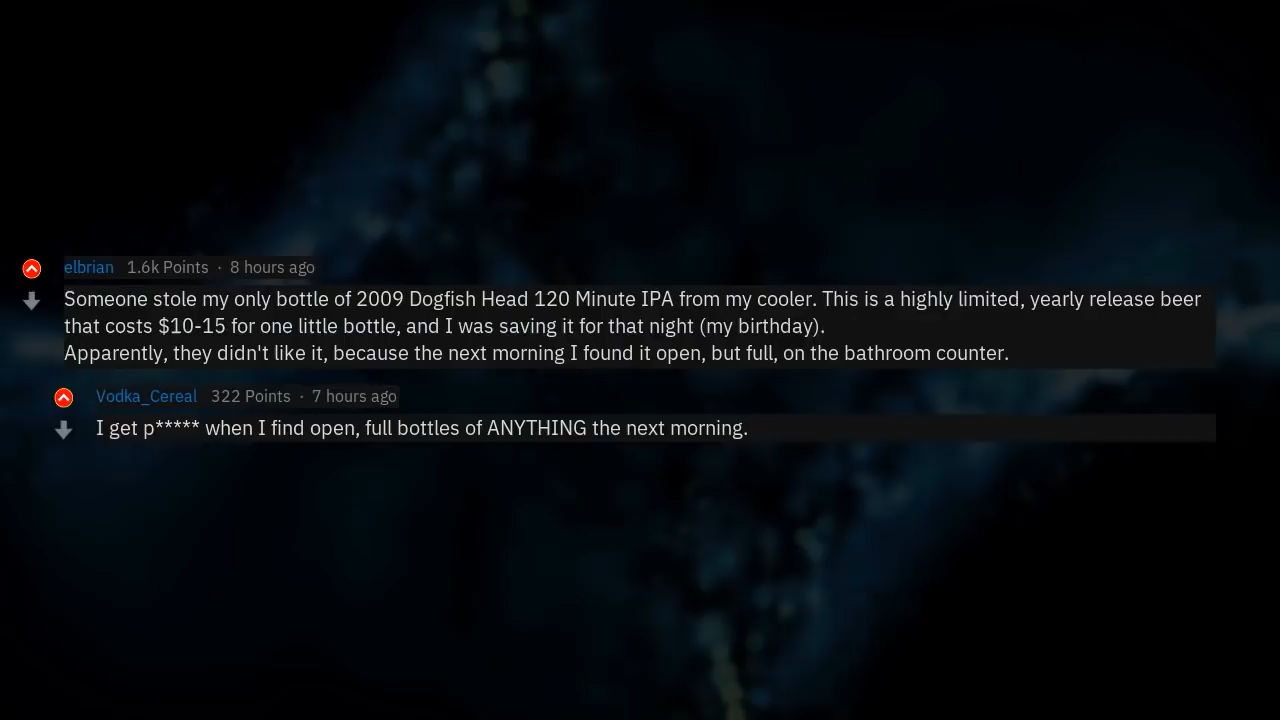 elbrian 1.6k Points · 8 hours ago
Someone stole my only bottle of 2009 Dogfish Head 120 Minute IPA from my cooler. This is a highly limited, yearly release beer
that costs $10-15 for one little bottle, and I was saving it for that night (my birthday).
Apparently, they didn't like it, because the next morning I found it open, but full, on the bathroom counter.
Vodka_Cereal 322 Points · 7 hours ago
I get p***** when I find open, full bottles of ANYTHING the next morning.